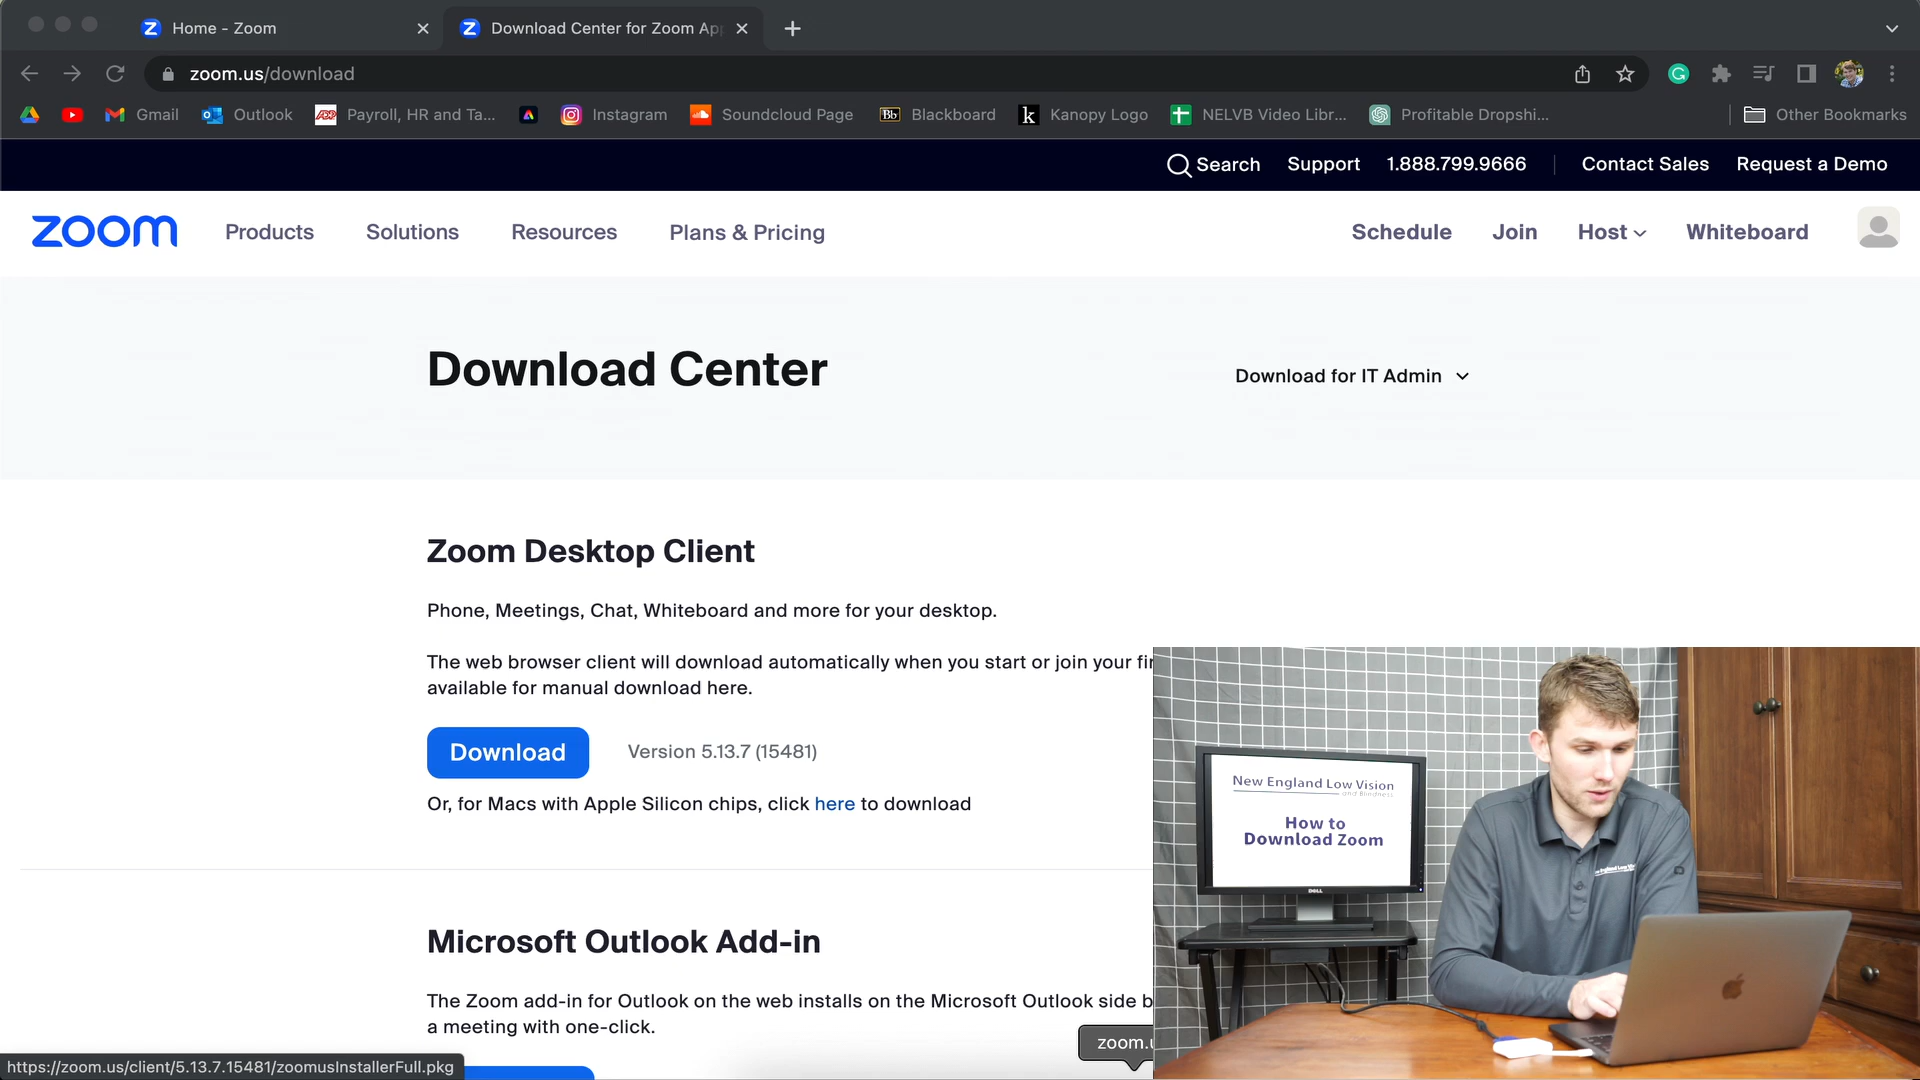 Home - Zoom
Download Center for Zoom Ap
zoom.us/download
Gmail
Outlook
ADP
Payroll, HR and Ta...
Instagram
Soundcloud Page
Bb
Blackboard
k
Kanopy Logo
NELVB Video Libr...
Profitable Dropshi...
Other Bookmarks
Search
Support
1.888.799.9666
Contact Sales
Request a Demo
zoom
Products
Solutions
Resources
Plans & Pricing
Schedule
Join
Host
Whiteboard
Download Center
Download for IT Admin
Zoom Desktop Client
Phone, Meetings, Chat, Whiteboard and more for your desktop.
The web browser client will download automatically when you start or join your fir
available for manual download here.
Download
Version 5.13.7 (15481)
Or, for Macs with Apple Silicon chips, click here to download
Microsoft Outlook Add-in
The Zoom add-in for Outlook on the web installs on the Microsoft Outlook side b
a meeting with one-click.
zoom.u
https://zoom.us/client/5.13.7.15481/zoomusInstallerFull.pkg
New England Low Vision
and Blindness
How to
Download Zoom
DELL